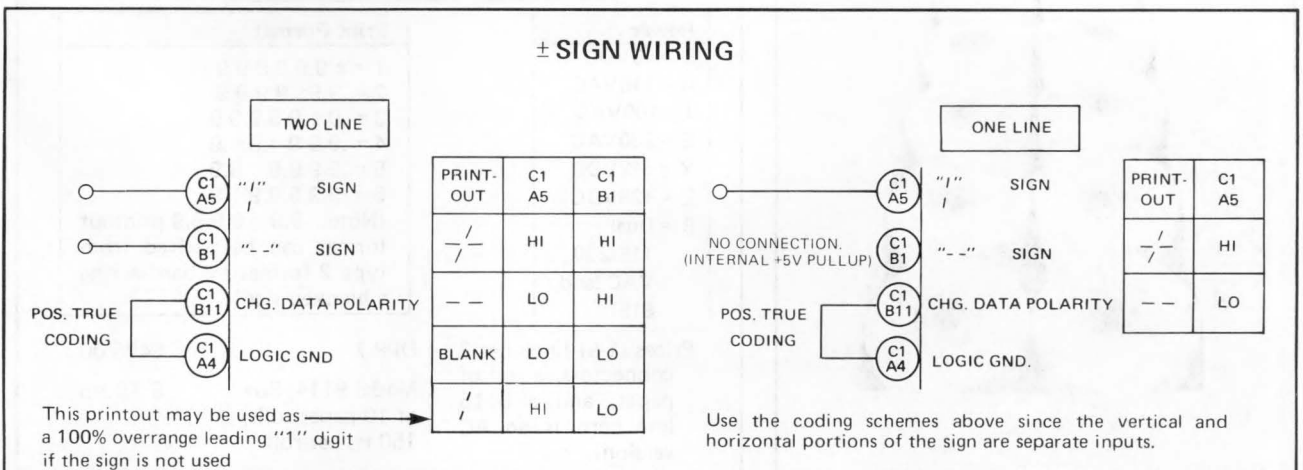 ± SIGN WIRING
TWO LINE
C1 A5 "/" / SIGN
C1 B1 "--" SIGN
C1 B11 CHG. DATA POLARITY
C1 A4 LOGIC GND
POS. TRUE
CODING
PRINT-OUT C1 A5 C1 B1
-/-/ HI HI
-- LO HI
BLANK LO LO
/ / HI LO
This printout may be used as
a 100% overrange leading "1" digit
if the sign is not used
ONE LINE
C1 A5 "/" / SIGN
NO CONNECTION.
(INTERNAL +5V PULLUP)
C1 B1 "--" SIGN
C1 B11 CHG. DATA POLARITY
C1 A4 LOGIC GND
POS. TRUE
CODING
PRINT-OUT C1 A5
-/-/ HI
-- LO
Use the coding schemes above since the vertical and
horizontal portions of the sign are separate inputs.